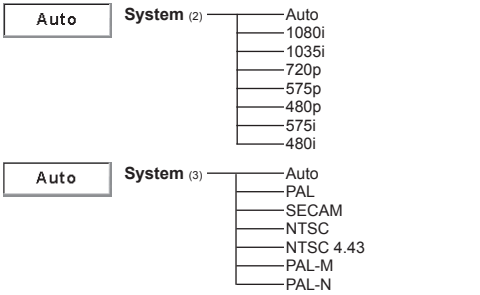 Auto System (2) Auto
1080i
1035i
720p
575p
480p
575i
480i
Auto System (3) Auto
PAL
SECAM
NTSC
NTSC 4.43
PAL-M
PAL-N